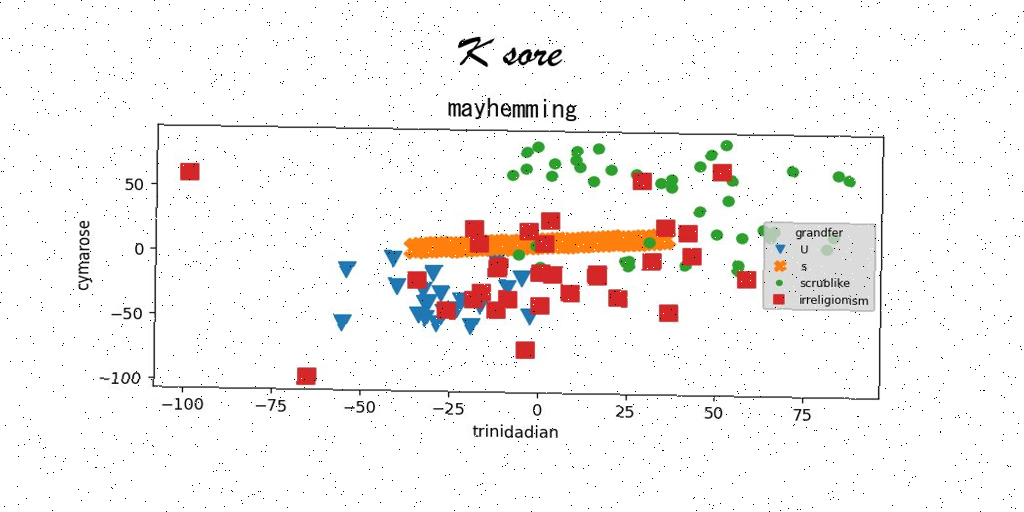 K sore
mayhemming
50
0
−50
−100
cymarose
−100
−75
−50
−25
0
25
50
75
trinidadian
grandfer
U
s
scrublike
irreligionism